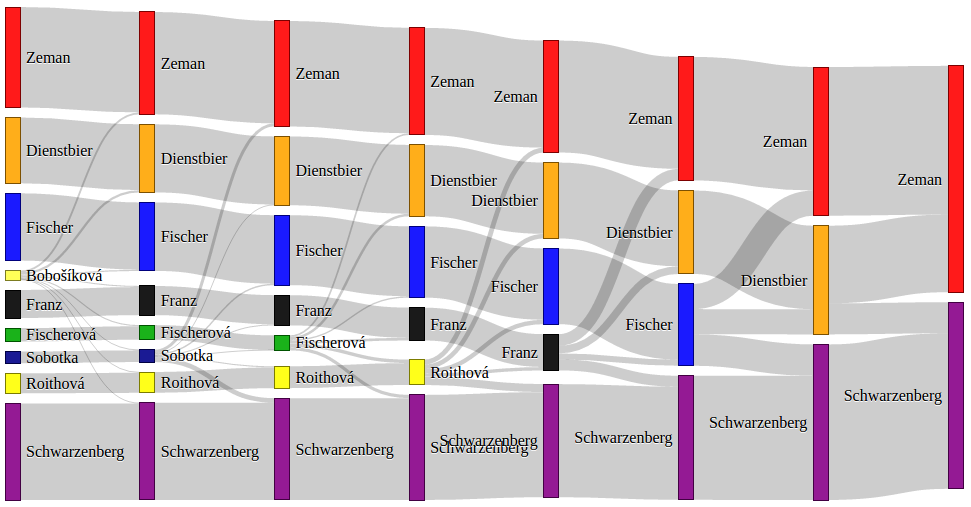 Zeman
Dienstbier
Fischer
Bobošíková
Franz
Fischerová
Sobotka
Roithová
Schwarzenberg
Zeman
Dienstbier
Fischer
Franz
Fischerová
Sobotka
Roithová
Schwarzenberg
Zeman
Dienstbier
Fischer
Franz
Fischerová
Roithová
Schwarzenberg
Zeman
Dienstbier
Fischer
Franz
Roithová
Schwarzenberg
Zeman
Dienstbier
Fischer
Franz
Schwarzenberg
Zeman
Dienstbier
Fischer
Schwarzenberg
Zeman
Dienstbier
Schwarzenberg
Zeman
Schwarzenberg